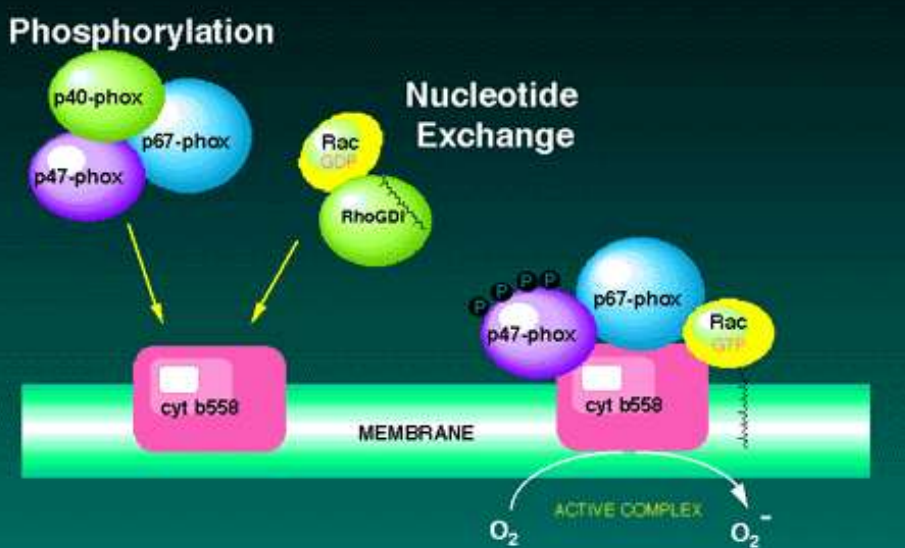 Phosphorylation
p40-phox
p67-phox
p47-phox
Nucleotide
Exchange
Rac
GDP
RhoGDI
P P P P
p47-phox
p67-phox
Rac
GTP
cyt b558
cyt b558
MEMBRANE
ACTIVE COMPLEX
O₂
O₂⁻